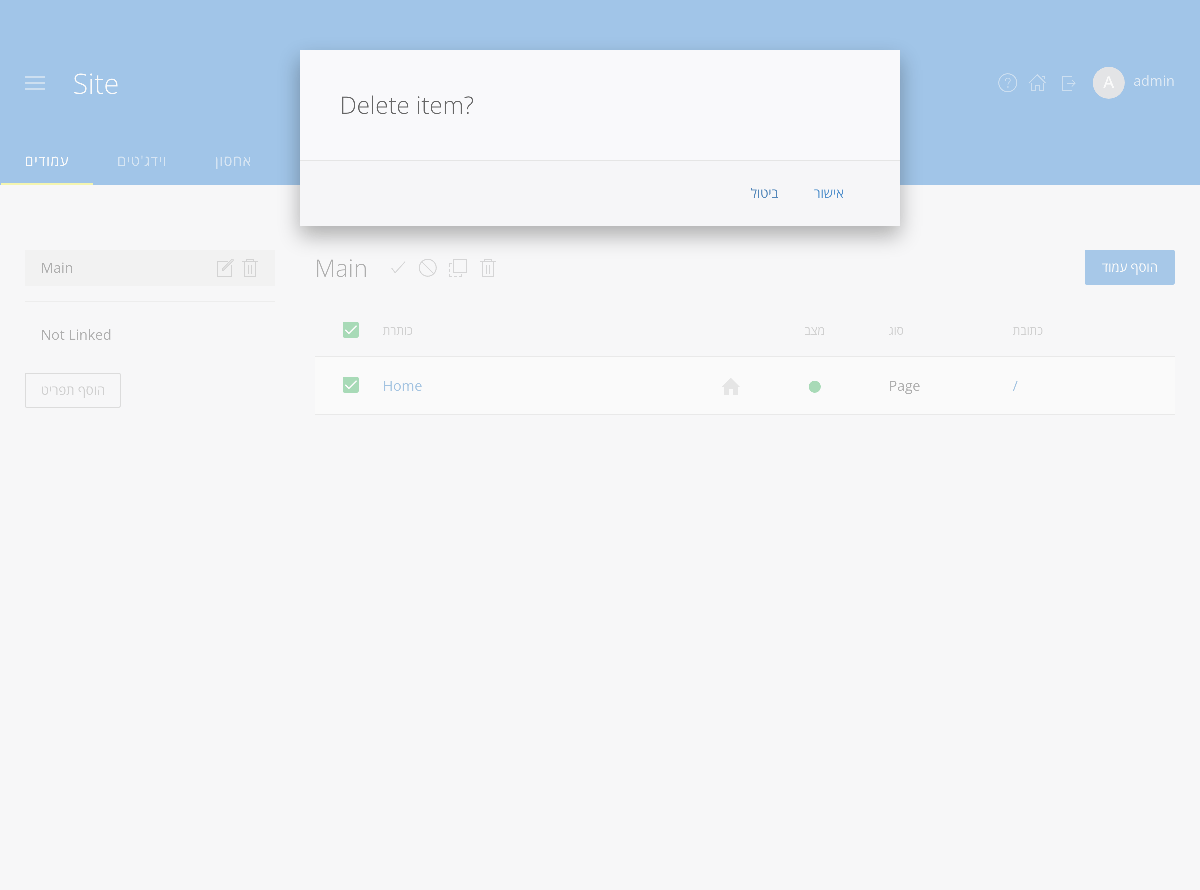 Site
A
admin
עמודים
וידג'טים
אחסון
Delete item?
ביטול
אישור
Main
Not Linked
הוסף תפריט
Main
הוסף עמוד
כותרת
מצב
סוג
כתובת
Home
Page
/